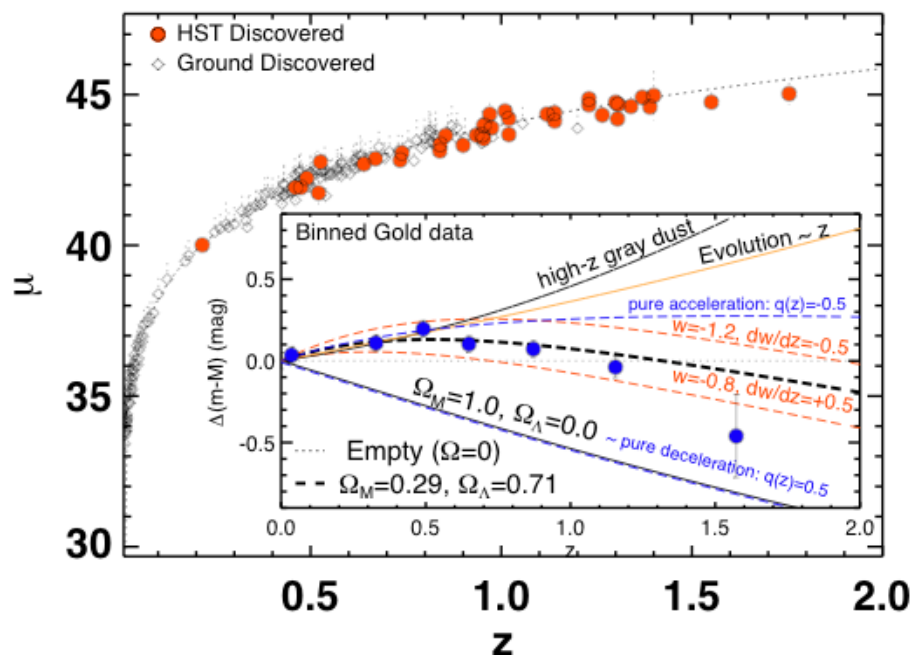 HST Discovered
Ground Discovered
45
40
35
30
μ
0.5
1.0
1.5
2.0
z
Binned Gold data
high-z gray dust
Evolution ~ z
pure acceleration: q(z)=-0.5
w=-1.2, dw/dz=-0.5
w=-0.8, dw/dz=+0.5
Ω_M=1.0, Ω_Λ=0.0
~ pure deceleration: q(z)=0.5
Empty (Ω=0)
Ω_M=0.29, Ω_Λ=0.71
Δ(m-M) (mag)
0.5
0.0
-0.5
0.0
0.5
1.0
1.5
2.0
z